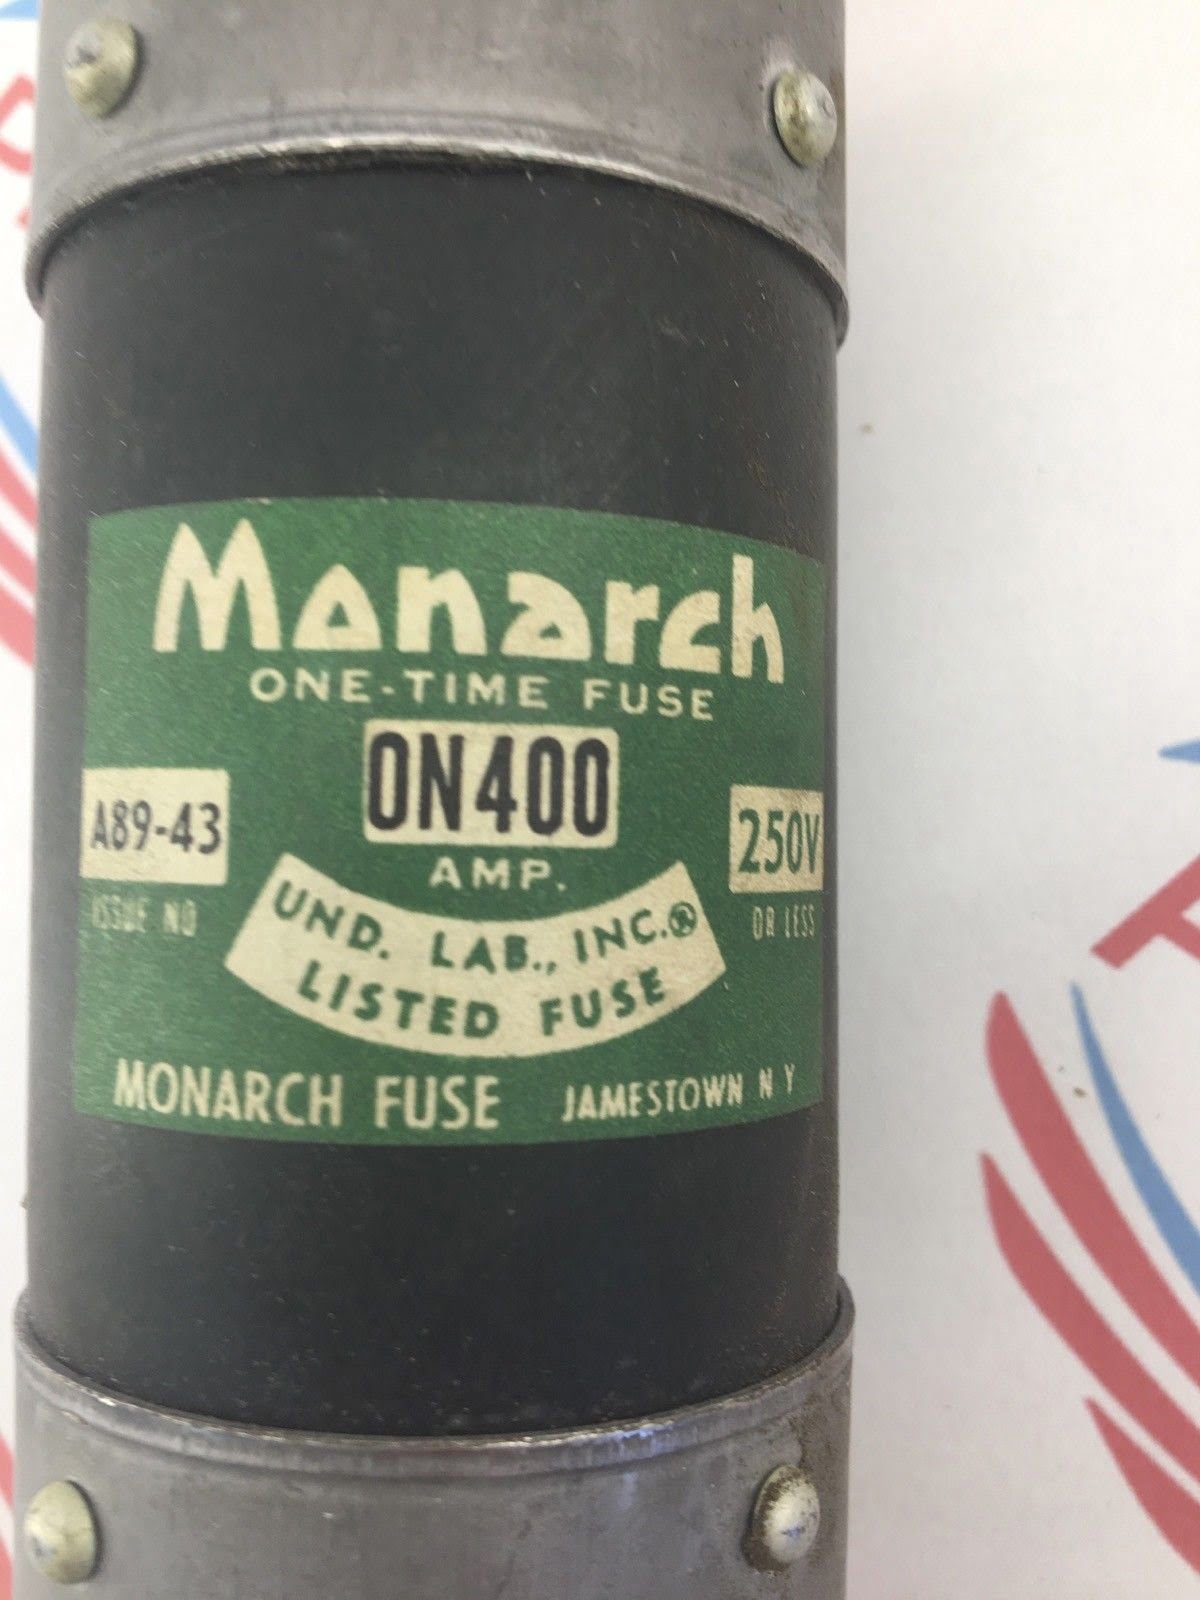 Monarch
ONE-TIME FUSE
ON400
AMP.
A89-43
ISSUE NO
250V
OR LESS
UND. LAB., INC.®
LISTED FUSE
MONARCH FUSE JAMESTOWN N Y